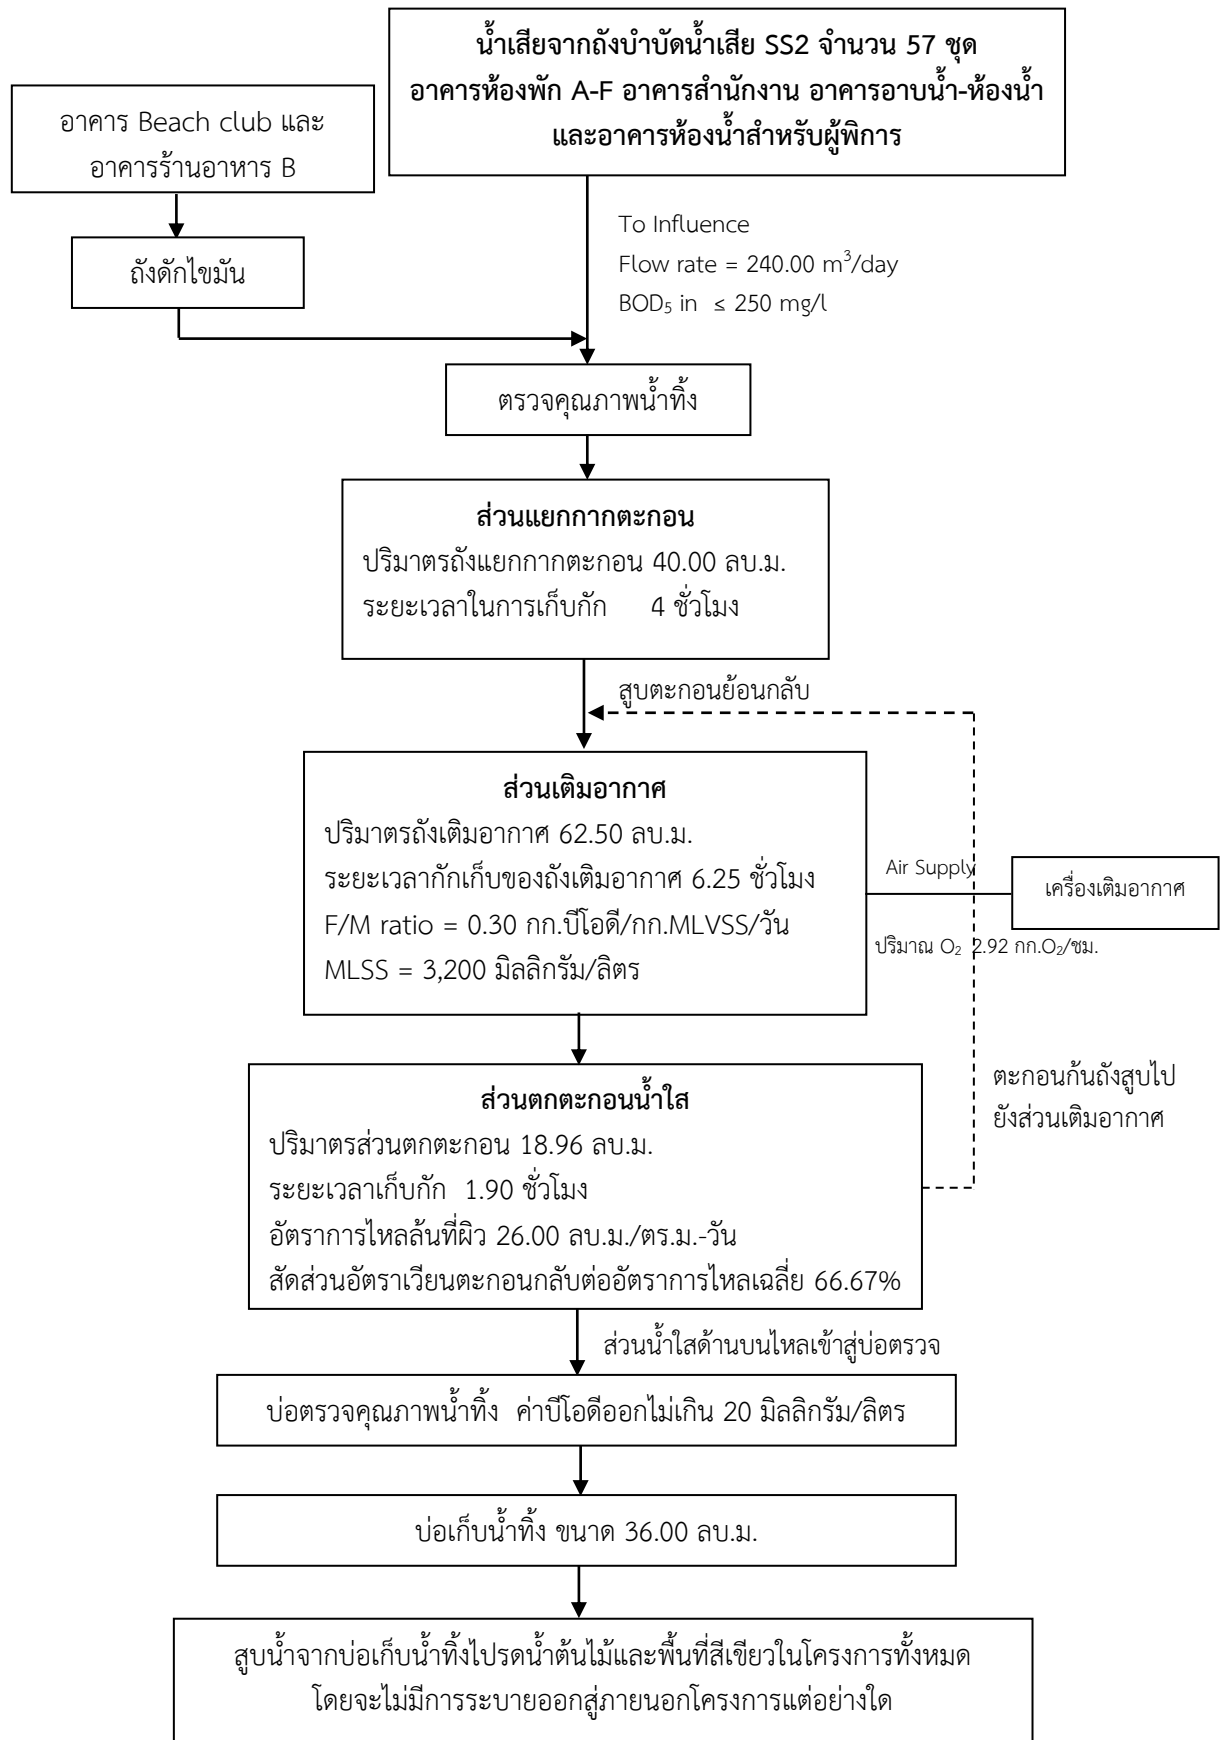 น้ำเสียจากถังบำบัดน้ำเสีย SS2 จำนวน 57 ชุด
อาคารห้องพัก A-F อาคารสำนักงาน อาคารอาบน้ำ-ห้องน้ำ
และอาคารห้องน้ำสำหรับผู้พิการ
อาคาร Beach club และ
อาคารร้านอาหาร B
ถังดักไขมัน
To Influence
Flow rate = 240.00 m³/day
BOD₅ in ≤ 250 mg/l
ตรวจคุณภาพน้ำทิ้ง
ส่วนแยกกากตะกอน
ปริมาตรถังแยกกากตะกอน 40.00 ลบ.ม.
ระยะเวลาในการเก็บกัก 4 ชั่วโมง
สูบตะกอนย้อนกลับ
ส่วนเติมอากาศ
ปริมาตรถังเติมอากาศ 62.50 ลบ.ม.
ระยะเวลากักเก็บของถังเติมอากาศ 6.25 ชั่วโมง
F/M ratio = 0.30 กก.บีโอดี/กก.MLVSS/วัน
MLSS = 3,200 มิลลิกรัม/ลิตร
Air Supply
เครื่องเติมอากาศ
ปริมาณ O₂ 2.92 กก.O₂/ชม.
ตะกอนก้นถังสูบไป
ยังส่วนเติมอากาศ
ส่วนตกตะกอนน้ำใส
ปริมาตรส่วนตกตะกอน 18.96 ลบ.ม.
ระยะเวลาเก็บกัก 1.90 ชั่วโมง
อัตราการไหลล้นที่ผิว 26.00 ลบ.ม./ตร.ม.-วัน
สัดส่วนอัตราเวียนตะกอนกลับต่ออัตราการไหลเฉลี่ย 66.67%
ส่วนน้ำใสด้านบนไหลเข้าสู่บ่อตรวจ
บ่อตรวจคุณภาพน้ำทิ้ง ค่าบีโอดีออกไม่เกิน 20 มิลลิกรัม/ลิตร
บ่อเก็บน้ำทิ้ง ขนาด 36.00 ลบ.ม.
สูบน้ำจากบ่อเก็บน้ำทิ้งไปรดน้ำต้นไม้และพื้นที่สีเขียวในโครงการทั้งหมด
โดยจะไม่มีการระบายออกสู่ภายนอกโครงการแต่อย่างใด